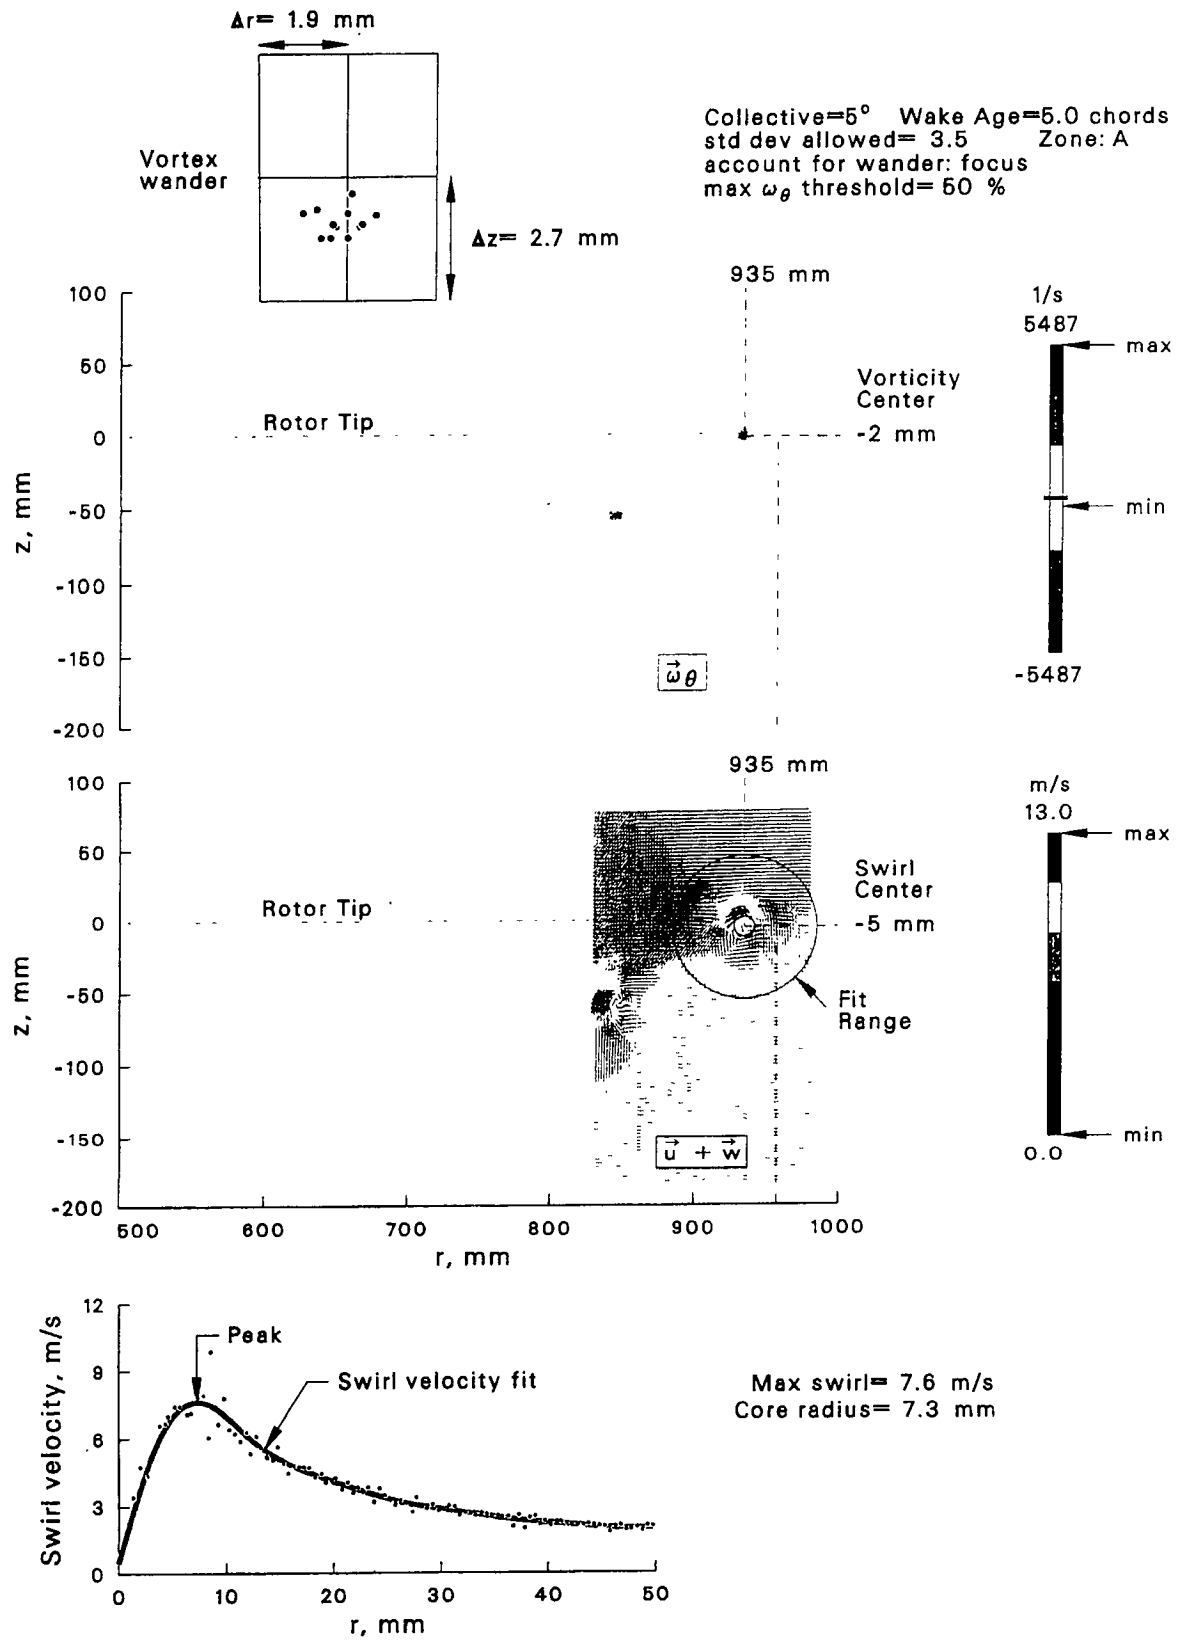 Δr= 1.9 mm
Collective=5° Wake Age=5.0 chords
std dev allowed= 3.5 Zone: A
account for wander: focus
max ωθ threshold= 50 %
Vortex
wander
Δz= 2.7 mm
935 mm
1/s
5487
max
min
-5487
100
50
0
-50
-100
-150
-200
z, mm
Rotor Tip
Vorticity
Center
-2 mm
ω⃗θ
935 mm
m/s
13.0
max
min
0.0
100
50
0
-50
-100
-150
-200
z, mm
Rotor Tip
Swirl
Center
-5 mm
Fit
Range
u⃗ + w⃗
500 600 700 800 900 1000
r, mm
12
9
6
3
0
Swirl velocity, m/s
Peak
Swirl velocity fit
Max swirl= 7.6 m/s
Core radius= 7.3 mm
0 10 20 30 40 50
r, mm